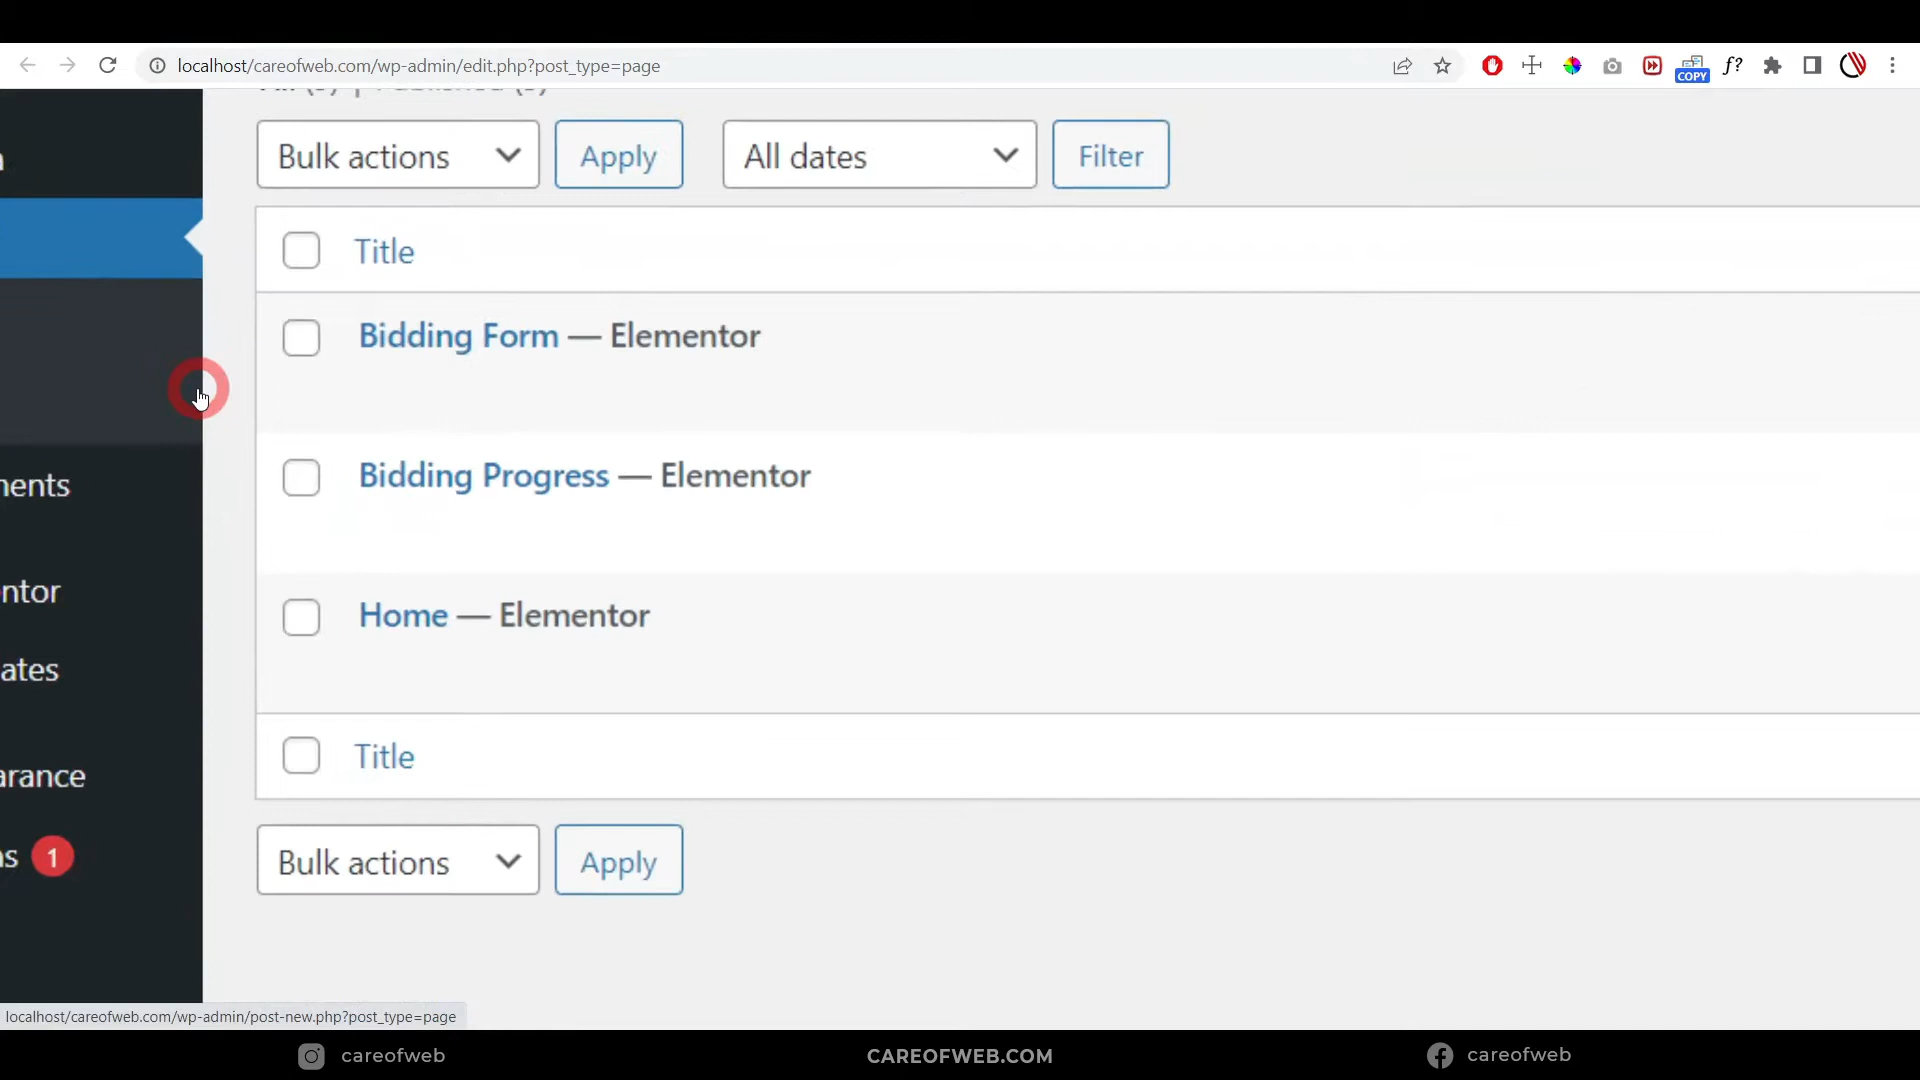 localhost/careofweb.com/wp-admin/edit.php?post_type=page
COPY
f?
Bulk actions
Apply
All dates
Filter
Title
Bidding Form — Elementor
Bidding Progress — Elementor
ments
ntor
Home — Elementor
ates
Title
arance
ns 1
Bulk actions
Apply
localhost/careofweb.com/wp-admin/post-new.php?post_type=page
careofweb
CAREOFWEB.COM
careofweb